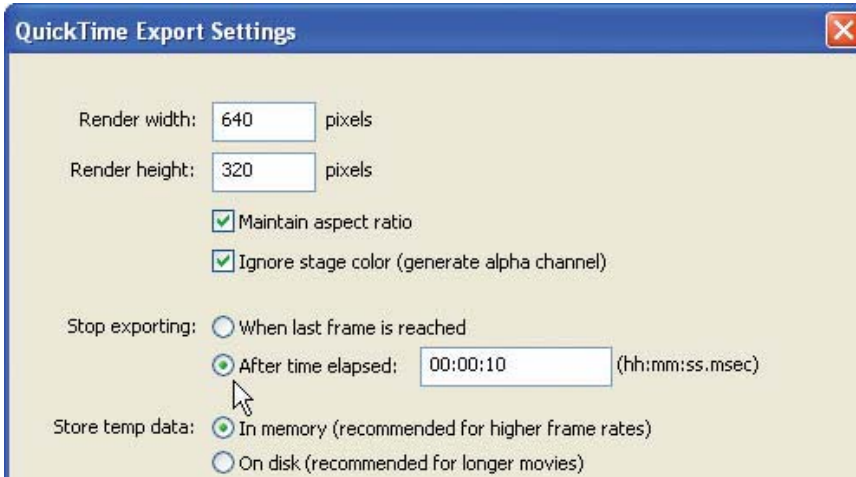 QuickTime Export Settings
Render width: 640 pixels
Render height: 320 pixels
Maintain aspect ratio
Ignore stage color (generate alpha channel)
Stop exporting: When last frame is reached
After time elapsed: 00:00:10 (hh:mm:ss.msec)
Store temp data: In memory (recommended for higher frame rates)
On disk (recommended for longer movies)